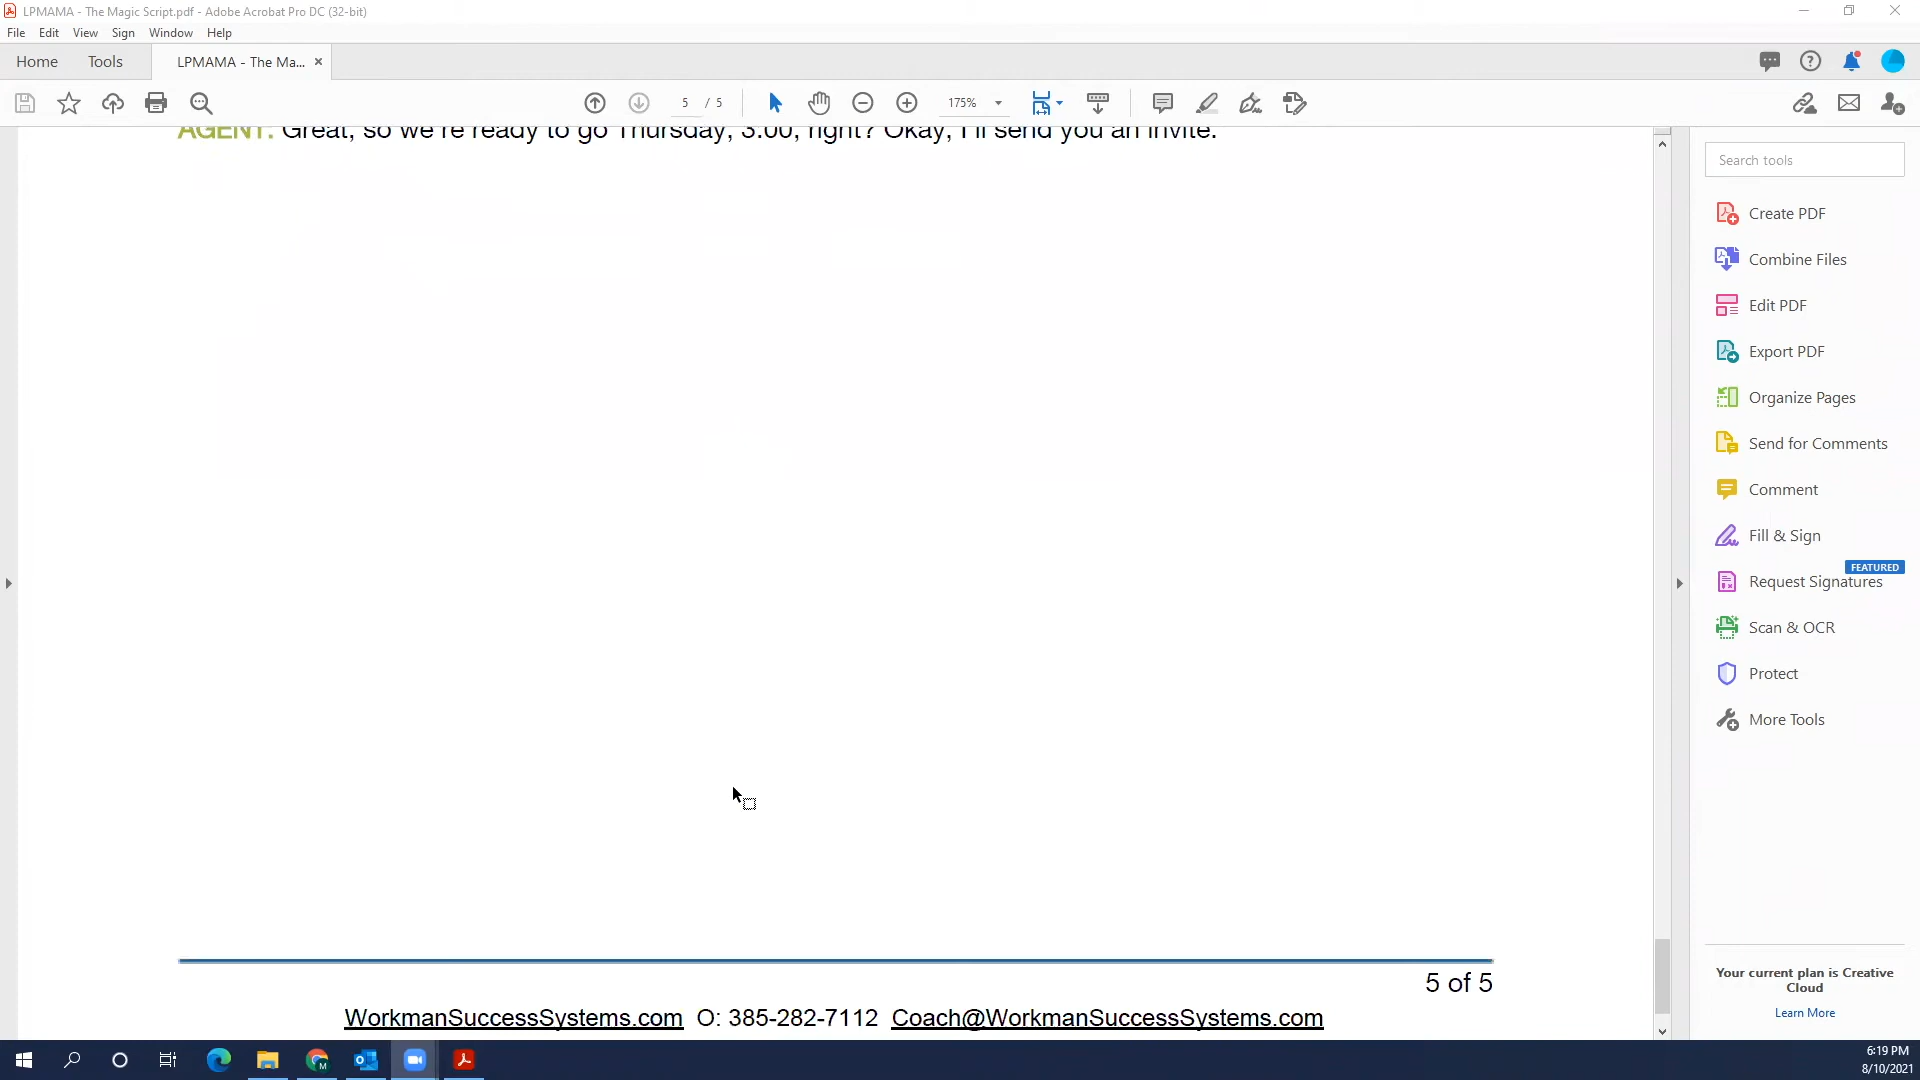 LPMAMA - The Magic Script.pdf - Adobe Acrobat Pro DC (32-bit)
File Edit View Sign Window Help
Home Tools LPMAMA - The Ma... ×
5 / 5 175%
AGENT: Great, so we're ready to go Thursday, 3:00, right? Okay, I'll send you an invite.
Search tools
Create PDF
Combine Files
Edit PDF
Export PDF
Organize Pages
Send for Comments
Comment
Fill & Sign
FEATURED
Request Signatures
Scan & OCR
Protect
More Tools
Your current plan is Creative
Cloud
Learn More
5 of 5
WorkmanSuccessSystems.com O: 385-282-7112 Coach@WorkmanSuccessSystems.com
6:19 PM
8/10/2021